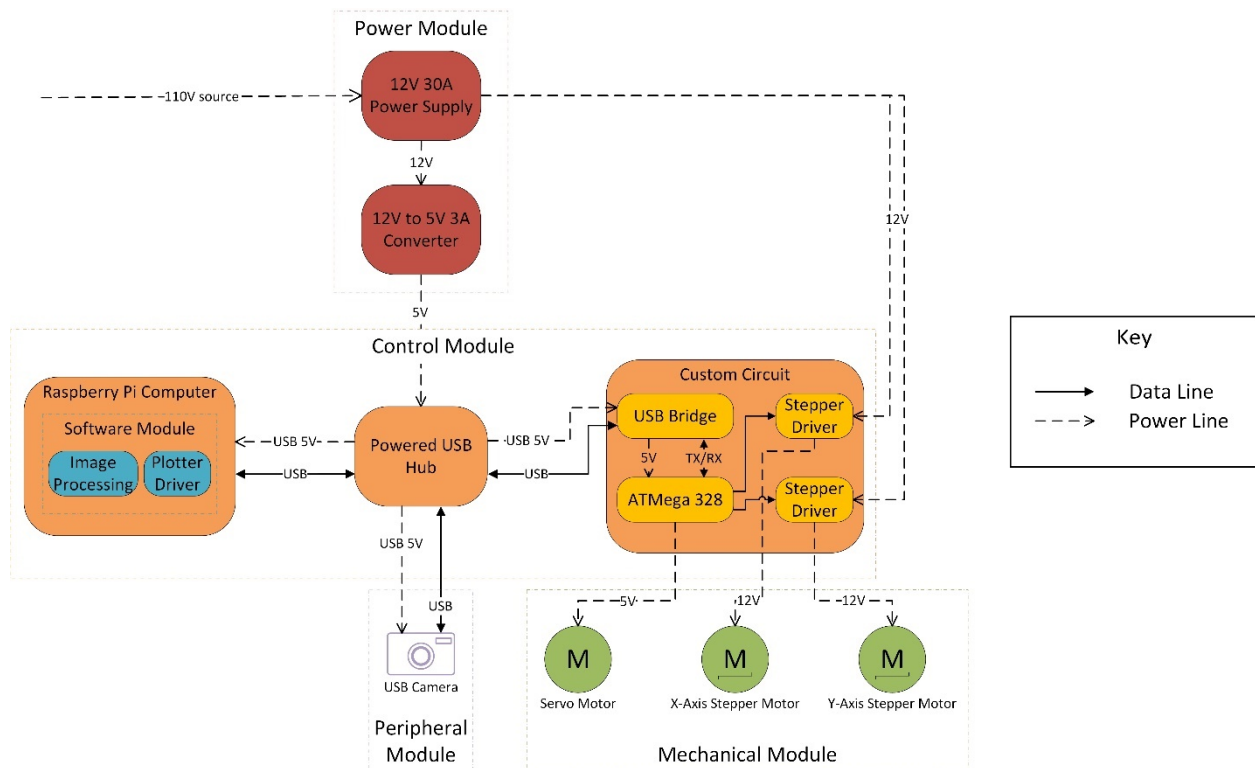 Power Module
12V 30A
Power Supply
110V source
12V
12V to 5V 3A
Converter
12V
5V
Key
Data Line
Power Line
Control Module
Raspberry Pi Computer
Software Module
Image
Processing
Plotter
Driver
USB 5V
USB
Powered USB
Hub
USB 5V
USB
Custom Circuit
USB Bridge
5V
TX/RX
ATMega 328
Stepper
Driver
Stepper
Driver
USB 5V
USB
USB Camera
Peripheral
Module
5V
12V
12V
M
M
M
Servo Motor
X-Axis Stepper Motor
Y-Axis Stepper Motor
Mechanical Module